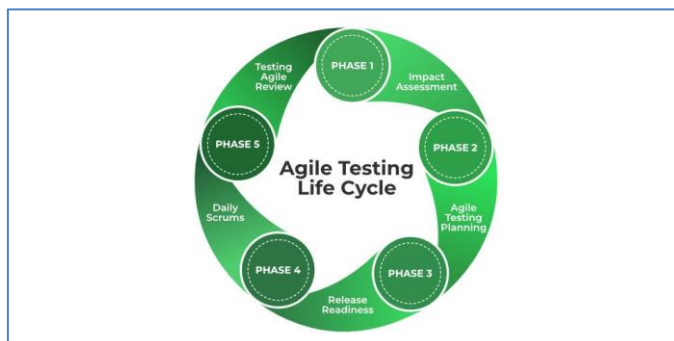 PHASE 1
Impact
Assessment
PHASE 2
Agile
Testing
Planning
PHASE 3
Release
Readiness
PHASE 4
Daily
Scrums
PHASE 5
Testing
Agile
Review
Agile Testing
Life Cycle